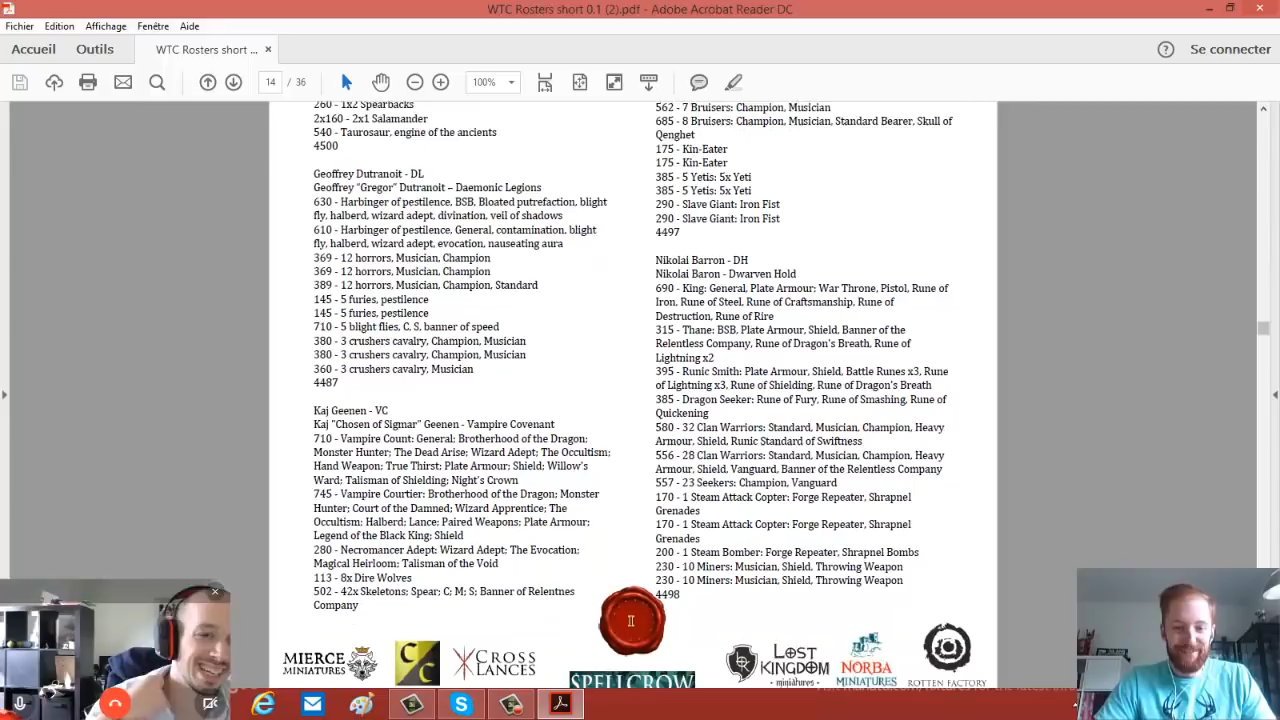 WTC Rosters short 0.1 (2).pdf - Adobe Acrobat Reader DC
Fichier Edition Affichage Fenêtre Aide
Accueil Outils WTC Rosters short ... × Se connecter
14 / 36 100%
260 - 1x2 Spearbacks
2x160 - 2x1 Salamander
540 - Taurosaur, engine of the ancients
4500
Geoffrey Dutranoit - DL
Geoffrey "Gregor" Dutranoit – Daemonic Legions
630 - Harbinger of pestilence, BSB, Bloated putrefaction, blight
fly, halberd, wizard adept, divination, veil of shadows
610 - Harbinger of pestilence, General, contamination, blight
fly, halberd, wizard adept, evocation, nauseating aura
369 - 12 horrors, Musician, Champion
369 - 12 horrors, Musician, Champion
389 - 12 horrors, Musician, Champion, Standard
145 - 5 furies, pestilence
145 - 5 furies, pestilence
710 - 5 blight flies, C. S, banner of speed
380 - 3 crushers cavalry, Champion, Musician
380 - 3 crushers cavalry, Champion, Musician
360 - 3 crushers cavalry, Musician
4487
Kaj Geenen - VC
Kaj "Chosen of Sigmar" Geenen - Vampire Covenant
710 - Vampire Count: General; Brotherhood of the Dragon;
Monster Hunter; The Dead Arise; Wizard Adept; The Occultism;
Hand Weapon; True Thirst; Plate Armour; Shield; Willow's
Ward; Talisman of Shielding; Night's Crown
745 - Vampire Courtier: Brotherhood of the Dragon; Monster
Hunter; Court of the Damned; Wizard Apprentice; The
Occultism; Halberd; Lance; Paired Weapons; Plate Armour;
Legend of the Black King; Shield
280 - Necromancer Adept; Wizard Adept; The Evocation;
Magical Heirloom; Talisman of the Void
113 - 8x Dire Wolves
502 - 42x Skeletons; Spear; C; M; S; Banner of Relentnes
Company
562 - 7 Bruisers: Champion, Musician
685 - 8 Bruisers: Champion, Musician, Standard Bearer, Skull of
Qenghet
175 - Kin-Eater
175 - Kin-Eater
385 - 5 Yetis: 5x Yeti
385 - 5 Yetis: 5x Yeti
290 - Slave Giant: Iron Fist
290 - Slave Giant: Iron Fist
4497
Nikolai Barron - DH
Nikolai Baron - Dwarven Hold
690 - King: General, Plate Armour; War Throne, Pistol, Rune of
Iron, Rune of Steel, Rune of Craftsmanship, Rune of
Destruction, Rune of Rire
315 - Thane: BSB, Plate Armour, Shield, Banner of the
Relentless Company, Rune of Dragon's Breath, Rune of
Lightning x2
395 - Runic Smith: Plate Armour, Shield, Battle Runes x3, Rune
of Lightning x3, Rune of Shielding, Rune of Dragon's Breath
385 - Dragon Seeker: Rune of Fury, Rune of Smashing, Rune of
Quickening
580 - 32 Clan Warriors: Standard, Musician, Champion, Heavy
Armour, Shield, Runic Standard of Swiftness
556 - 28 Clan Warriors: Standard, Musician, Champion, Heavy
Armour, Shield, Vanguard, Banner of the Relentless Company
557 - 23 Seekers: Champion, Vanguard
170 - 1 Steam Attack Copter: Forge Repeater, Shrapnel
Grenades
170 - 1 Steam Attack Copter: Forge Repeater, Shrapnel
Grenades
200 - 1 Steam Bomber: Forge Repeater, Shrapnel Bombs
230 - 10 Miners: Musician, Shield, Throwing Weapon
230 - 10 Miners: Musician, Shield, Throwing Weapon
4498
MIERCE
MINIATURES
CROSS
LANCES
SPELLCROW
LOST
KINGDOM
miniatures
NORBA
MINIATURES
ROTTEN FACTORY